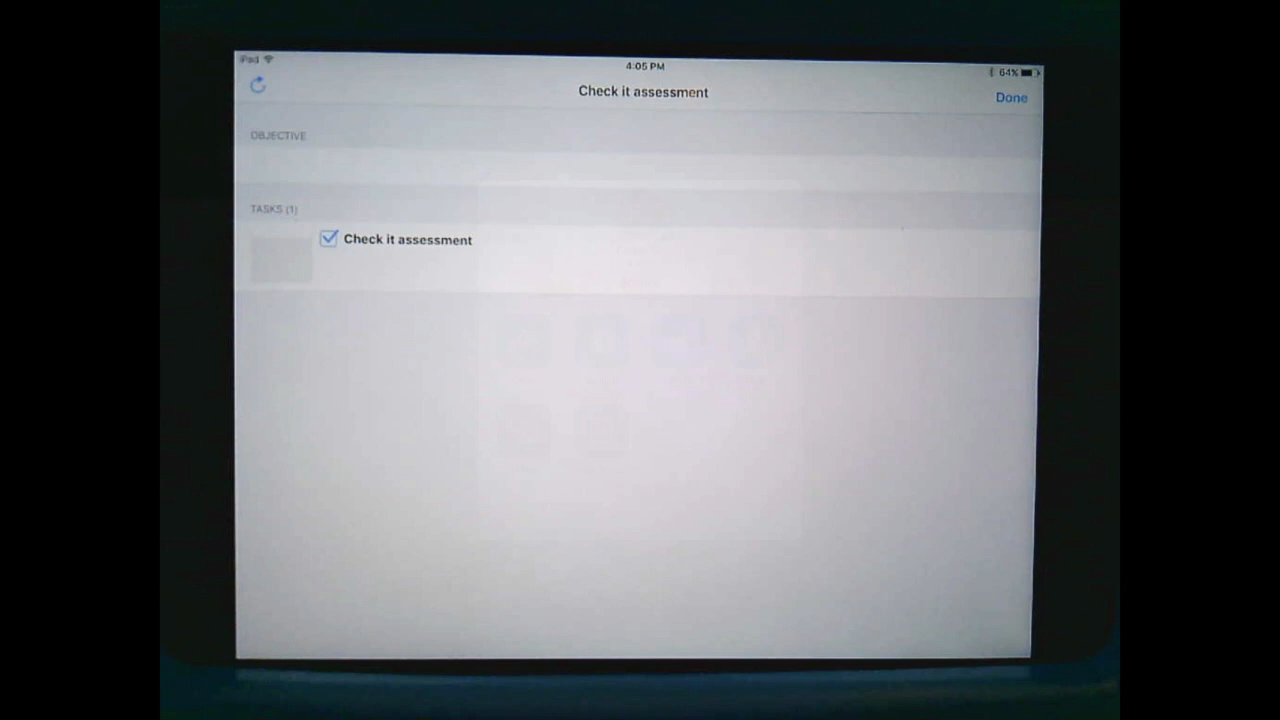 iPad
4:05 PM
64%
Check it assessment
Done
OBJECTIVE
TASKS (1)
Check it assessment